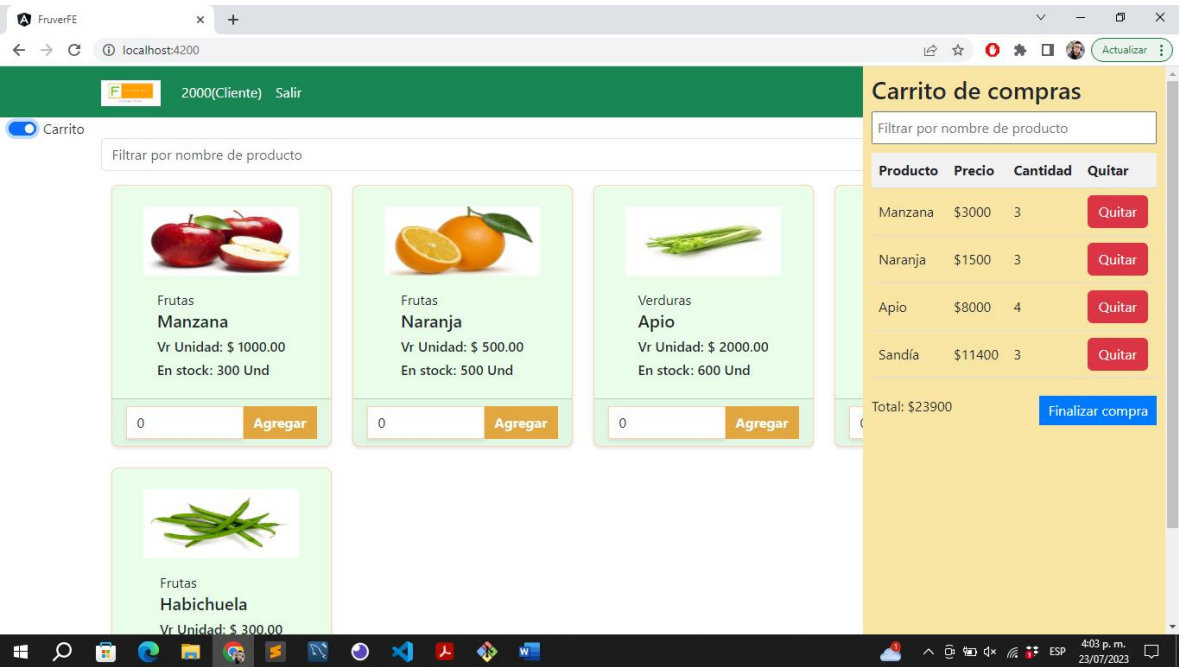 FruverFE
localhost:4200
Actualizar
F
2000(Cliente) Salir
Carrito
Filtrar por nombre de producto
Frutas
Manzana
Vr Unidad: $ 1000.00
En stock: 300 Und
0 Agregar
Frutas
Naranja
Vr Unidad: $ 500.00
En stock: 500 Und
0 Agregar
Verduras
Apio
Vr Unidad: $ 2000.00
En stock: 600 Und
0 Agregar
Frutas
Habichuela
Vr Unidad: $ 300.00
Carrito de compras
Filtrar por nombre de producto
Producto Precio Cantidad Quitar
Manzana $3000 3 Quitar
Naranja $1500 3 Quitar
Apio $8000 4 Quitar
Sandía $11400 3 Quitar
Total: $23900 Finalizar compra
ESP
4:03 p. m.
23/07/2023